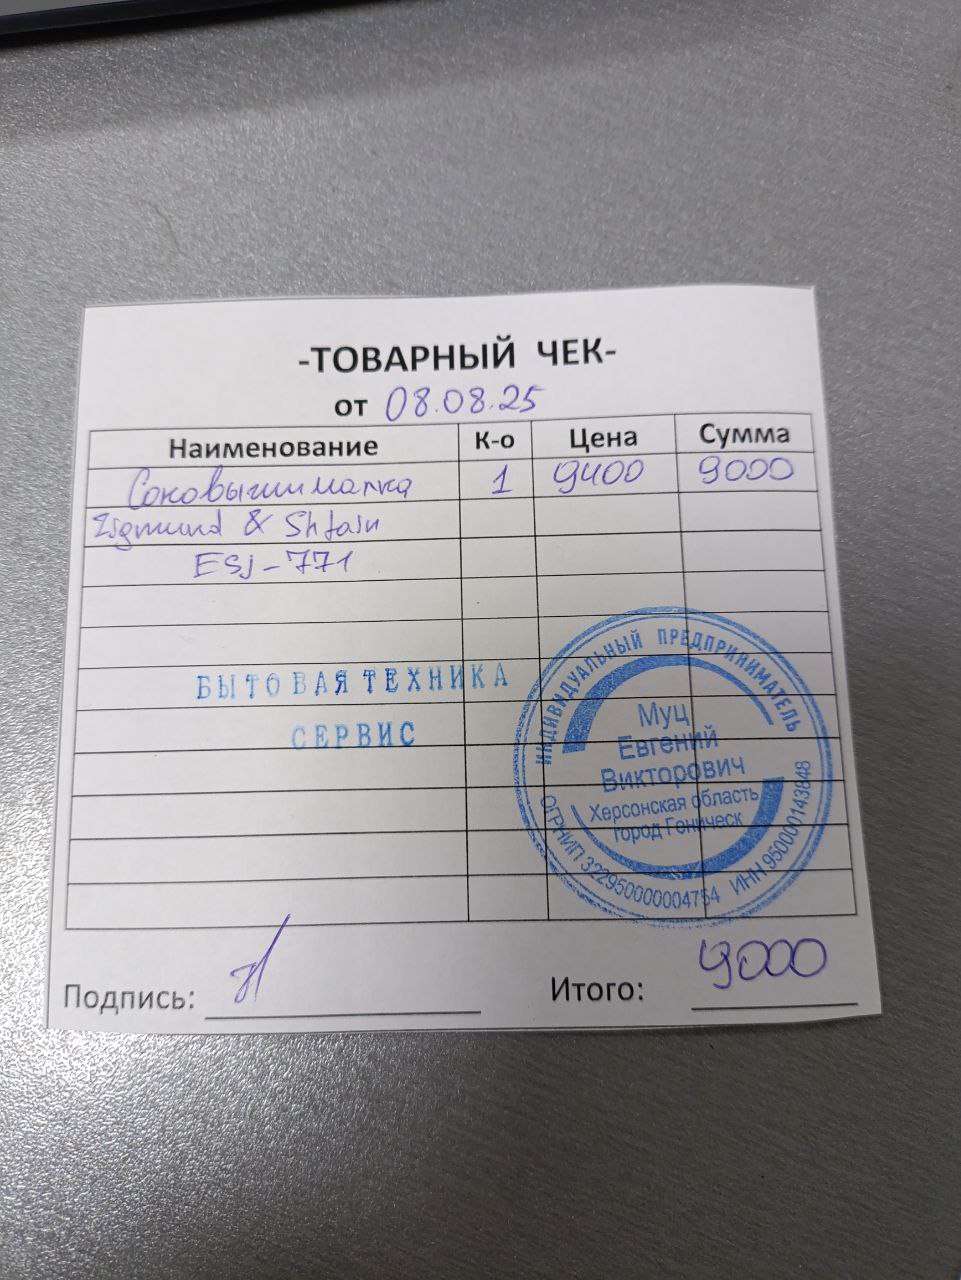 -ТОВАРНЫЙ ЧЕК-
от 08.08.25
Наименование К-о Цена Сумма
Соковыжималка 1 9400 9000
Zigmund & Shtain
ESJ-771
БЫТОВАЯ ТЕХНИКА
СЕРВИС
ИНДИВИДУАЛЬНЫЙ ПРЕДПРИНИМАТЕЛЬ
Муц
Евгений
Викторович
Херсонская область
город Геническ
ОГРНИП 322950000004754 ИНН 950000143848
Подпись: Итого: 9000